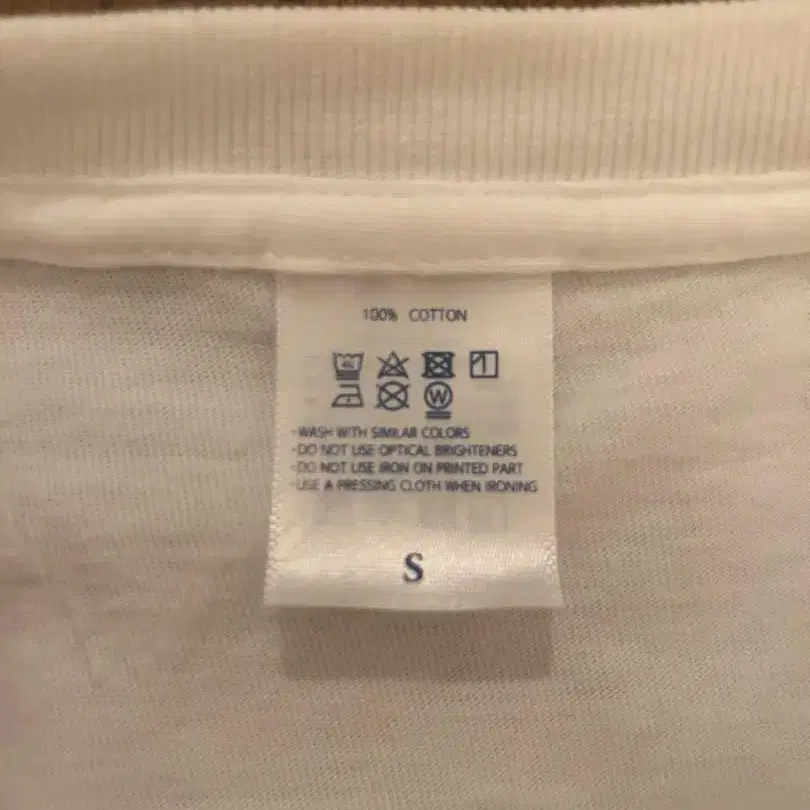 100% COTTON
40
W
·WASH WITH SIMILAR COLORS
·DO NOT USE OPTICAL BRIGHTENERS
·DO NOT USE IRON ON PRINTED PART
·USE A PRESSING CLOTH WHEN IRONING
S